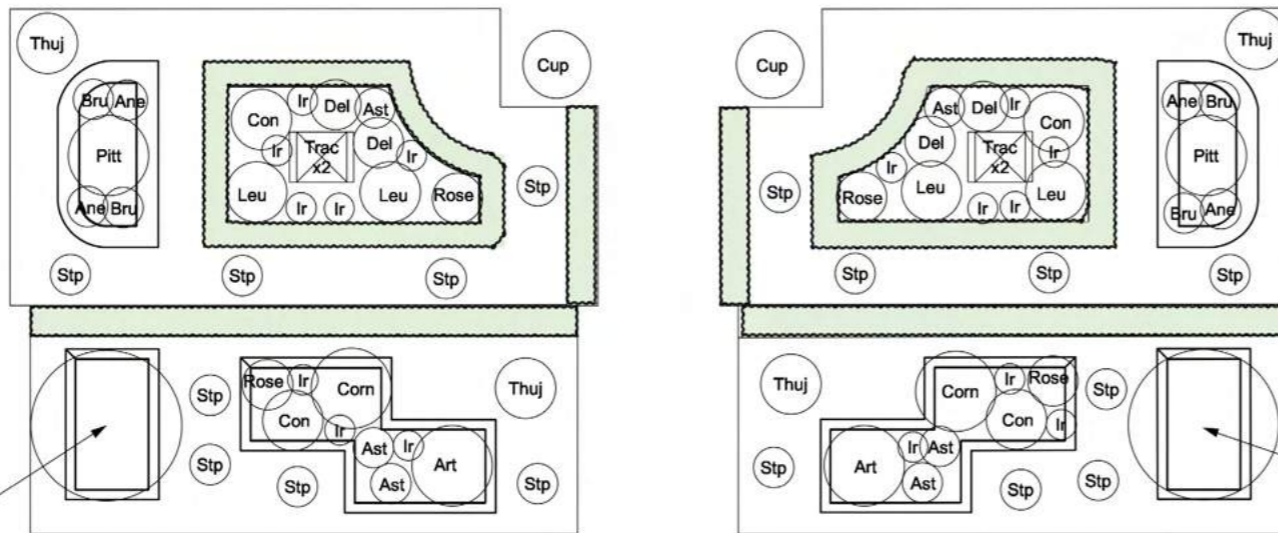 Thuj
Cup
Bru Ane
Pitt
Ane Bru
Con
Ir
Del
Ast
Ir
Trac
x2
Del
Ir
Leu
Ir
Ir
Leu
Rose
Stp
Stp
Stp
Stp
Rose
Ir
Corn
Con
Ir
Stp
Stp
Stp
Ast
Ir
Art
Ast
Thuj
Stp
Cup
Thuj
Ast
Del
Ir
Con
Del
Trac
x2
Ir
Ir
Rose
Leu
Ir
Ir
Leu
Ane Bru
Pitt
Bru Ane
Stp
Stp
Stp
Stp
Thuj
Corn
Ir
Rose
Con
Ir
Stp
Art
Ir
Ast
Ast
Stp
Stp
Stp